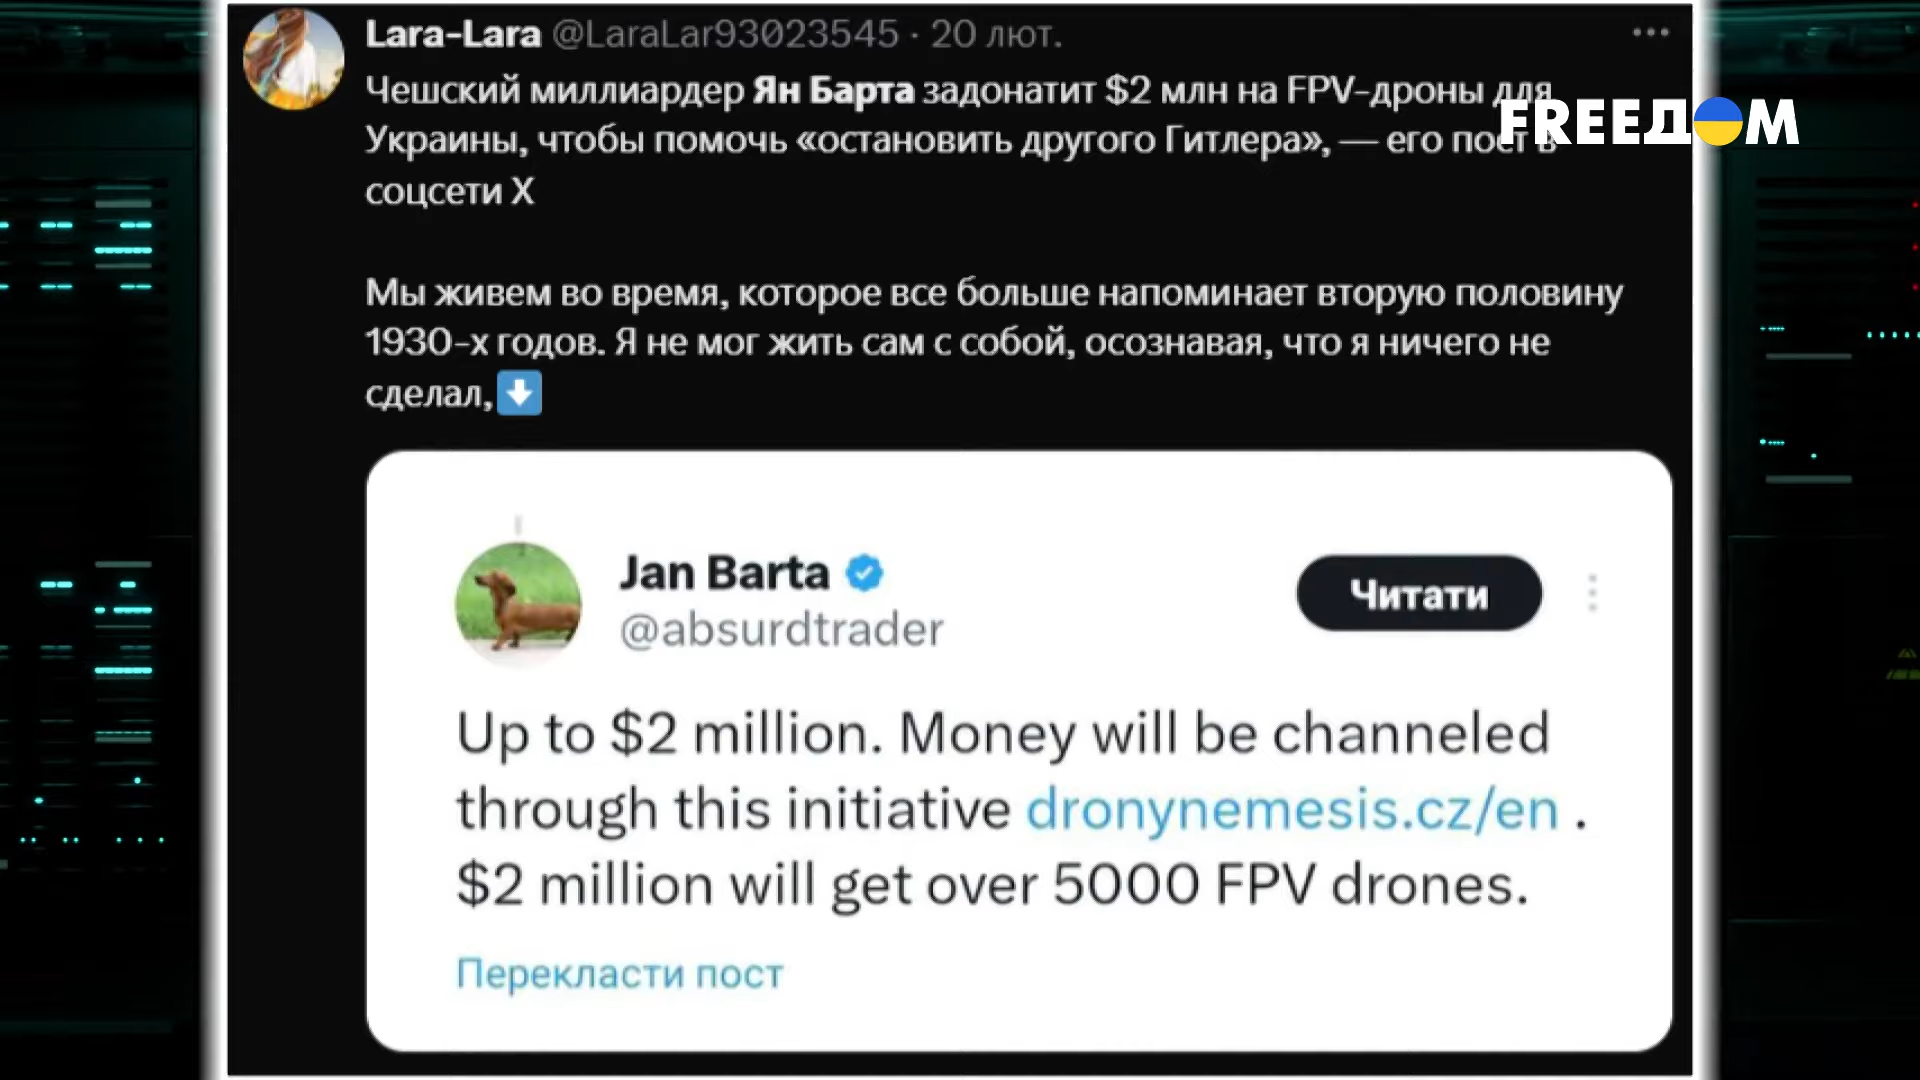 Lara-Lara @LaraLar93023545 · 20 лют.
Чешский миллиардер Ян Барта задонатит $2 млн на FPV-дроны для
Украины, чтобы помочь «остановить другого Гитлера», — его пост в
соцсети X
FREEДOM
Мы живем во время, которое все больше напоминает вторую половину
1930-х годов. Я не мог жить сам с собой, осознавая, что я ничего не
сделал,
Jan Barta
@absurdtrader
Читати
Up to $2 million. Money will be channeled
through this initiative dronynemesis.cz/en .
$2 million will get over 5000 FPV drones.
Перекласти пост